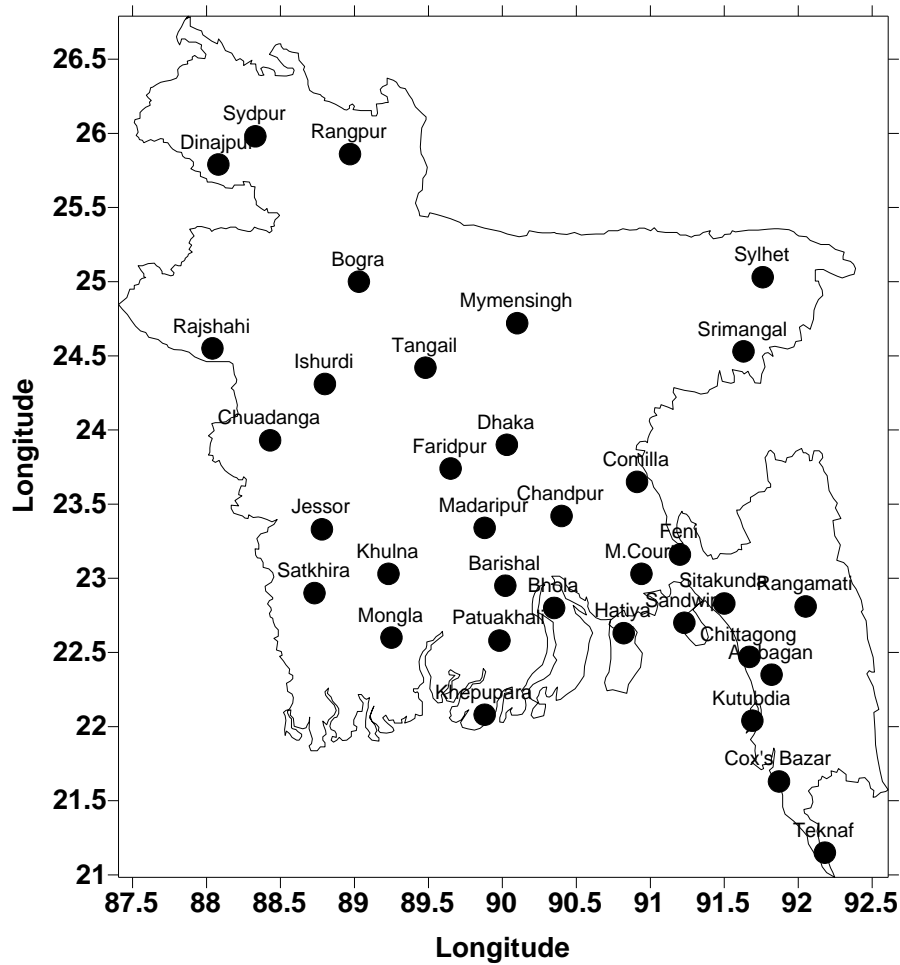 26.5
Sydpur
26
Rangpur
Dinajpur
25.5
Sylhet
Bogra
25
Mymensingh
Srimangal
Rajshahi
Tangail
24.5
Ishurdi
Chuadanga
Dhaka
24
Faridpur
Comilla
Longitude
Chandpur
23.5
Jessor
Madaripur
Feni
Khulna
M.Court
23
Satkhira
Barishal
Bhola
Sitakunda
Rangamati
Sandwip
Mongla
Patuakhali
Hatiya
22.5
Chittagong
Ambagan
Khepupara
Kutubdia
22
Cox's Bazar
21.5
Teknaf
21
87.5 88 88.5 89 89.5 90 90.5 91 91.5 92 92.5
Longitude